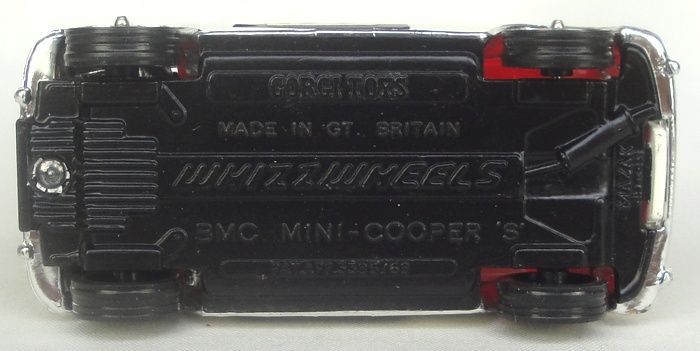 CORGI TOYS
MADE IN GT. BRITAIN
WHIZZWHEELS
BMC MINI-COOPER 'S'